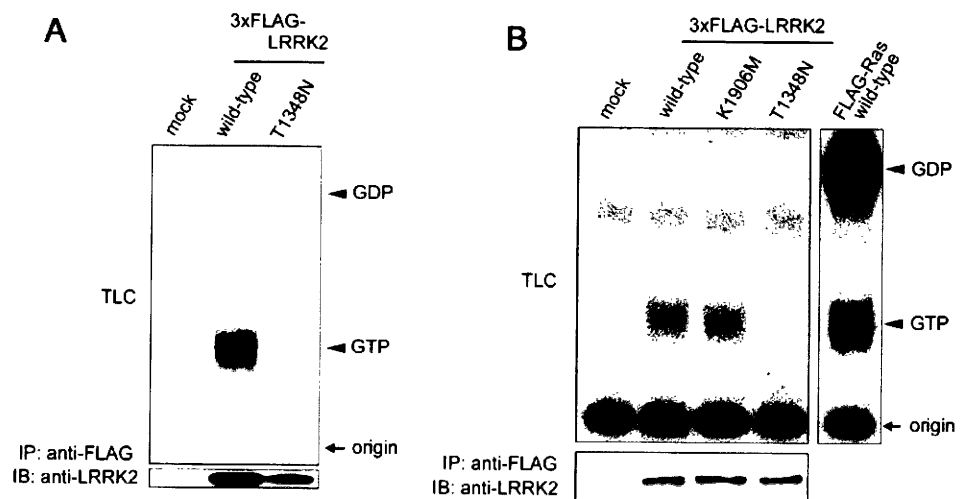 A
3xFLAG-
LRRK2
mock
wild-type
T1348N
GDP
TLC
GTP
origin
IP: anti-FLAG
IB: anti-LRRK2
B
3xFLAG-LRRK2
mock
wild-type
K1906M
T1348N
FLAG-Ras
wild-type
GDP
TLC
GTP
origin
IP: anti-FLAG
IB: anti-LRRK2